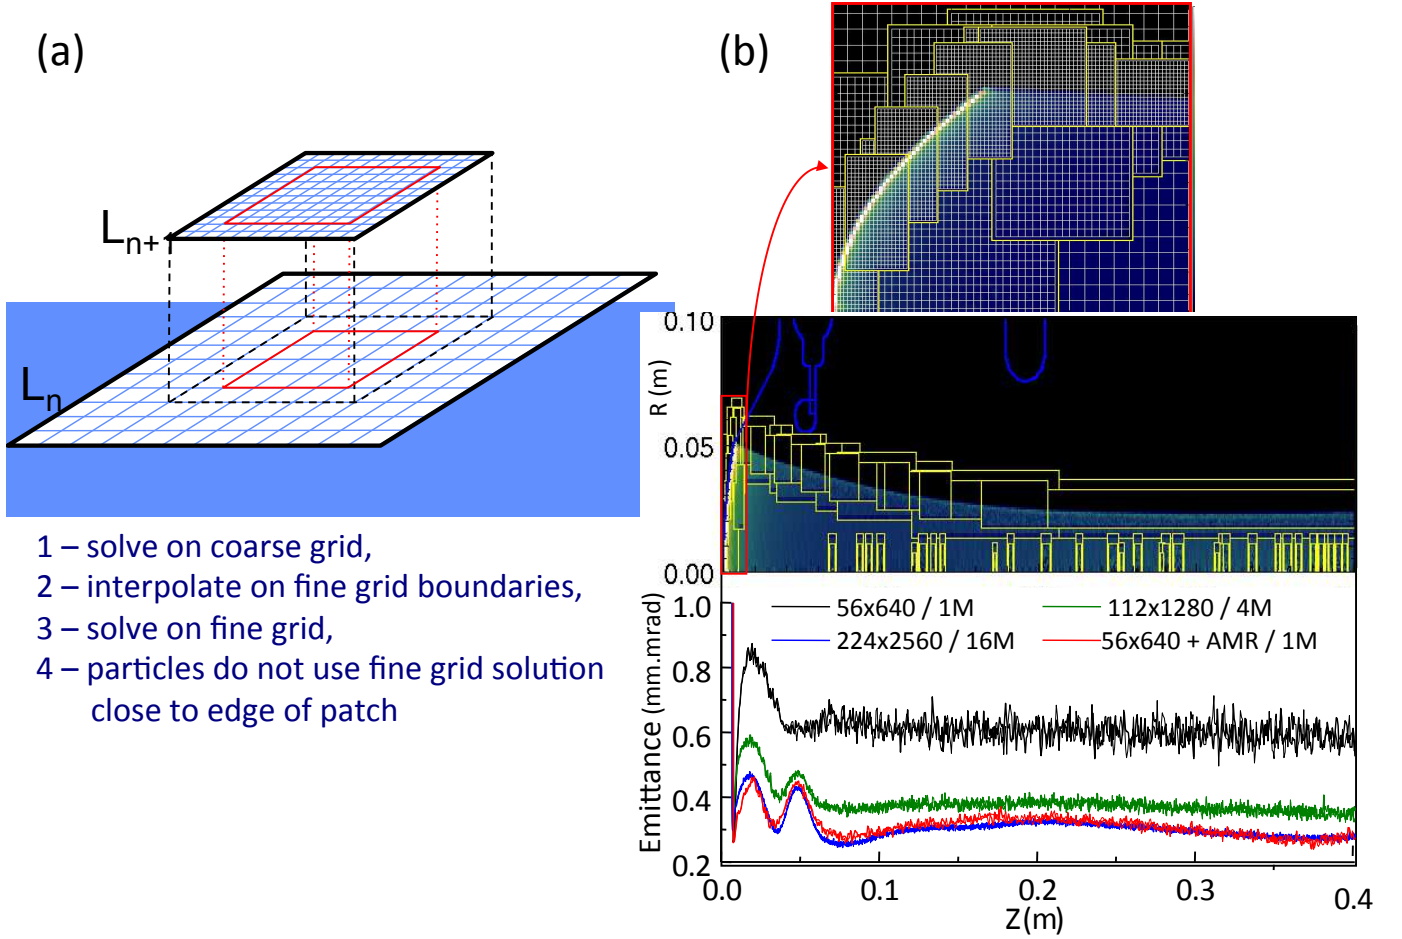 (a)
L_n+
L_n
1 – solve on coarse grid,
2 – interpolate on fine grid boundaries,
3 – solve on fine grid,
4 – particles do not use fine grid solution
close to edge of patch
(b)
0.10
R (m)
0.05
0.00
1.0
56x640 / 1M
112x1280 / 4M
224x2560 / 16M
56x640 + AMR / 1M
0.8
Emittance (mm.mrad)
0.6
0.4
0.2
0.0
0.1
0.2
0.3
0.4
Z(m)